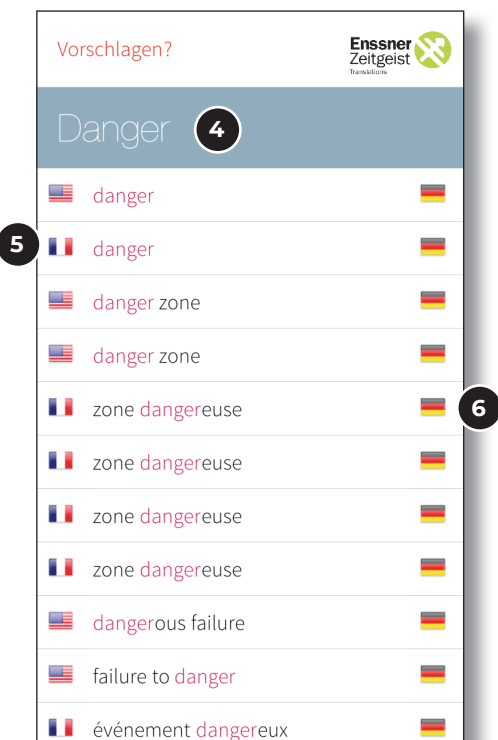 Vorschlagen?
Enssner
Zeitgeist
Translations
Danger 4
danger
5 danger
danger zone
danger zone
zone dangereuse 6
zone dangereuse
zone dangereuse
zone dangereuse
dangerous failure
failure to danger
événement dangereux